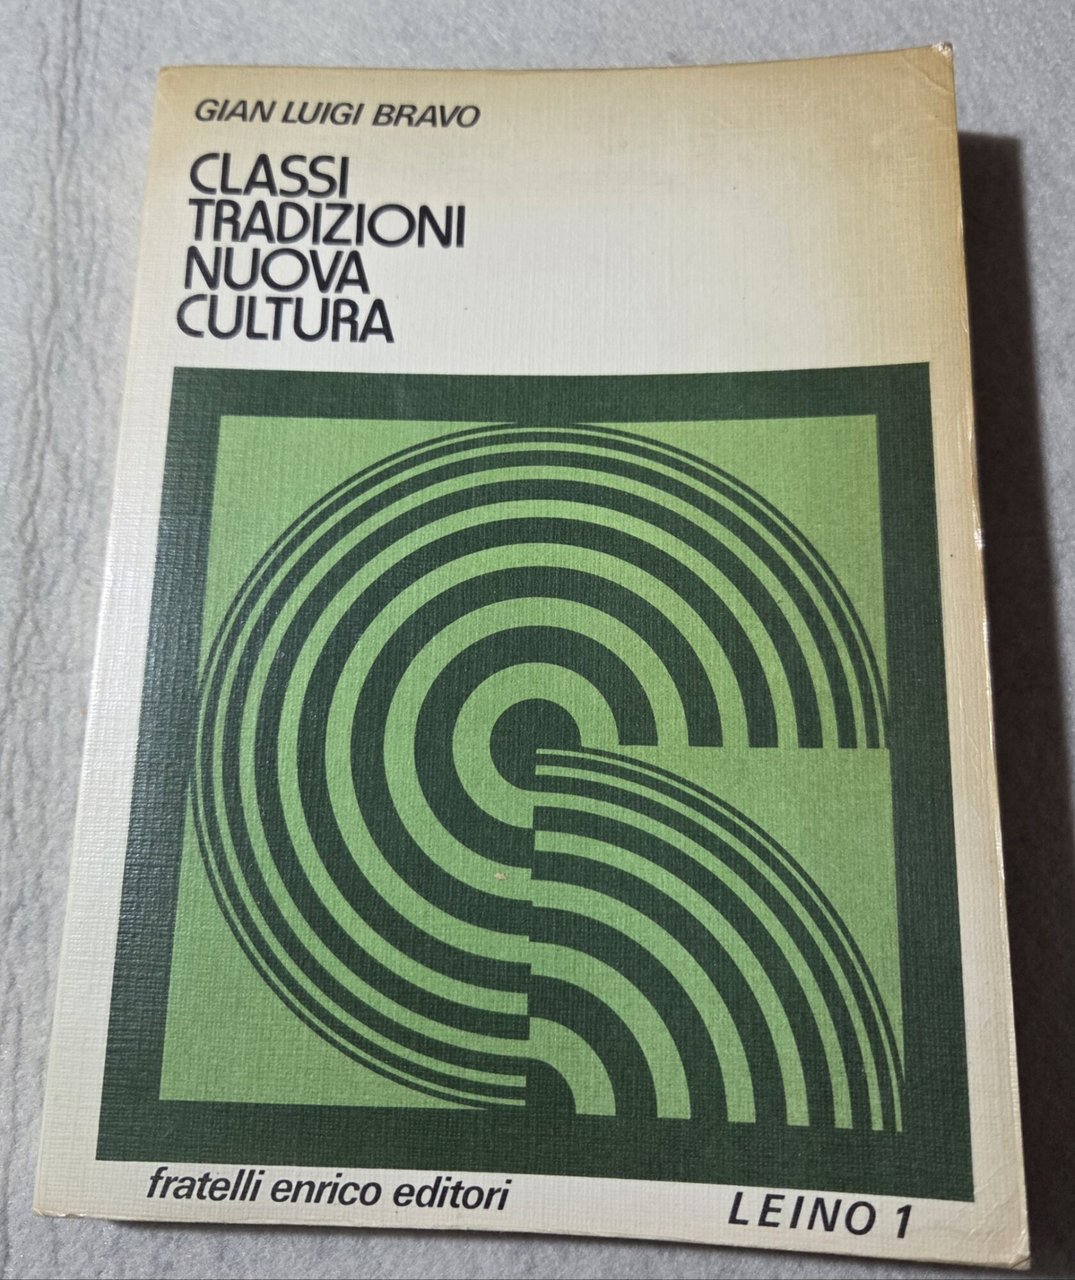 GIAN LUIGI BRAVO
CLASSI
TRADIZIONI
NUOVA
CULTURA
fratelli enrico editori
LEINO 1